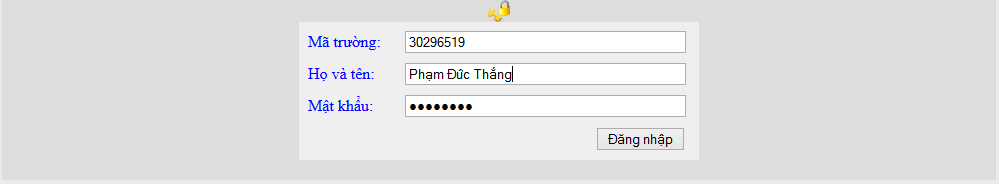 Mã trường: 30296519
Họ và tên: Phạm Đức Thắng
Mật khẩu: ●●●●●●●●
Đăng nhập